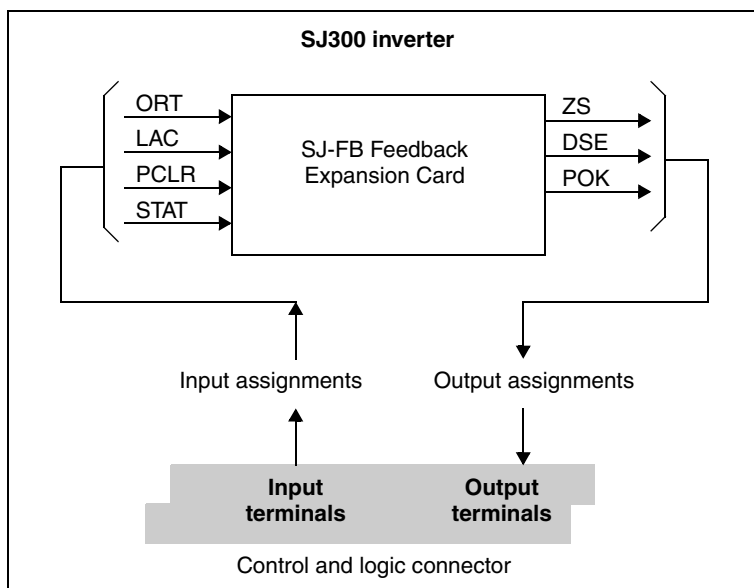 SJ300 inverter
ORT
LAC
PCLR
STAT
SJ-FB Feedback
Expansion Card
ZS
DSE
POK
Input assignments
Output assignments
Input
terminals
Output
terminals
Control and logic connector